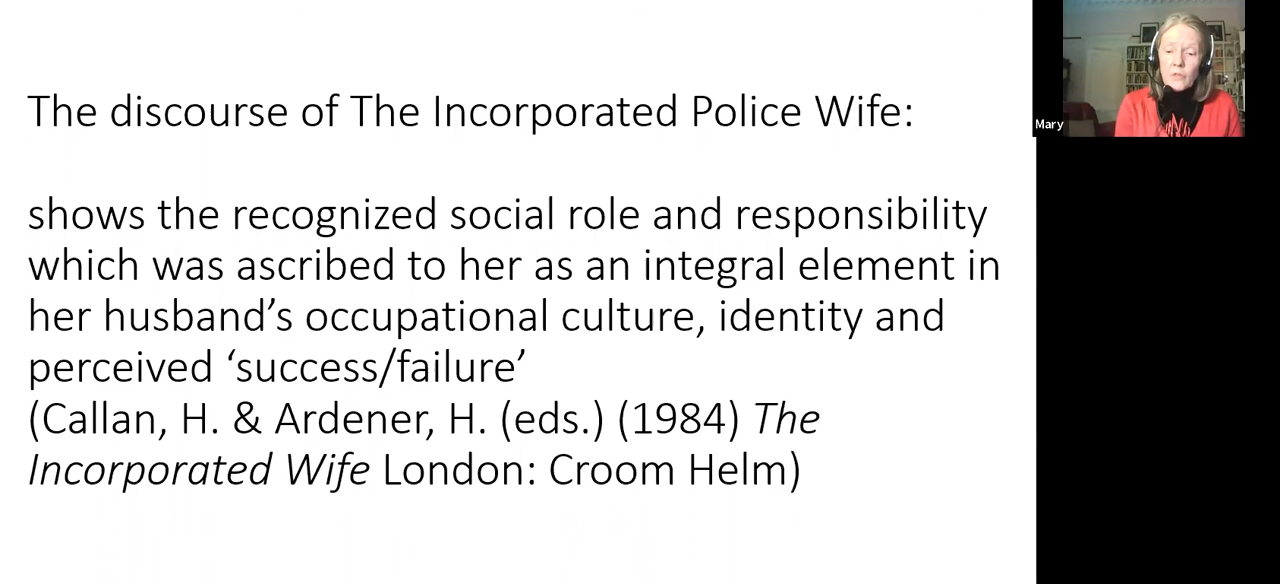 The discourse of The Incorporated Police Wife:
shows the recognized social role and responsibility
which was ascribed to her as an integral element in
her husband’s occupational culture, identity and
perceived ‘success/failure’
(Callan, H. & Ardener, H. (eds.) (1984) The
Incorporated Wife London: Croom Helm)
Mary